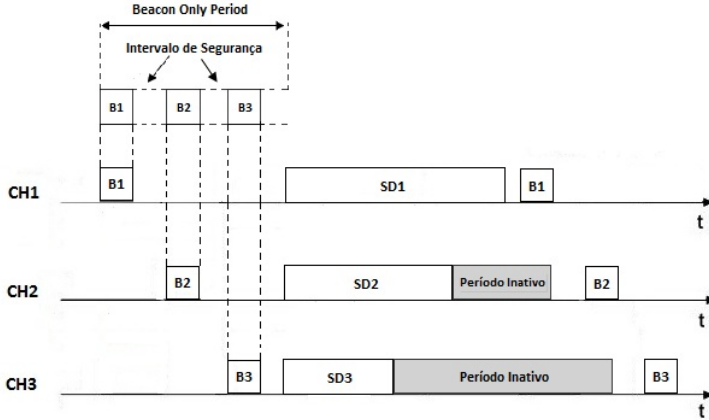 Beacon Only Period
Intervalo de Segurança
B1 B2 B3
CH1 B1 SD1 B1
t
CH2 B2 SD2 Período Inativo B2
t
CH3 B3 SD3 Período Inativo B3
t